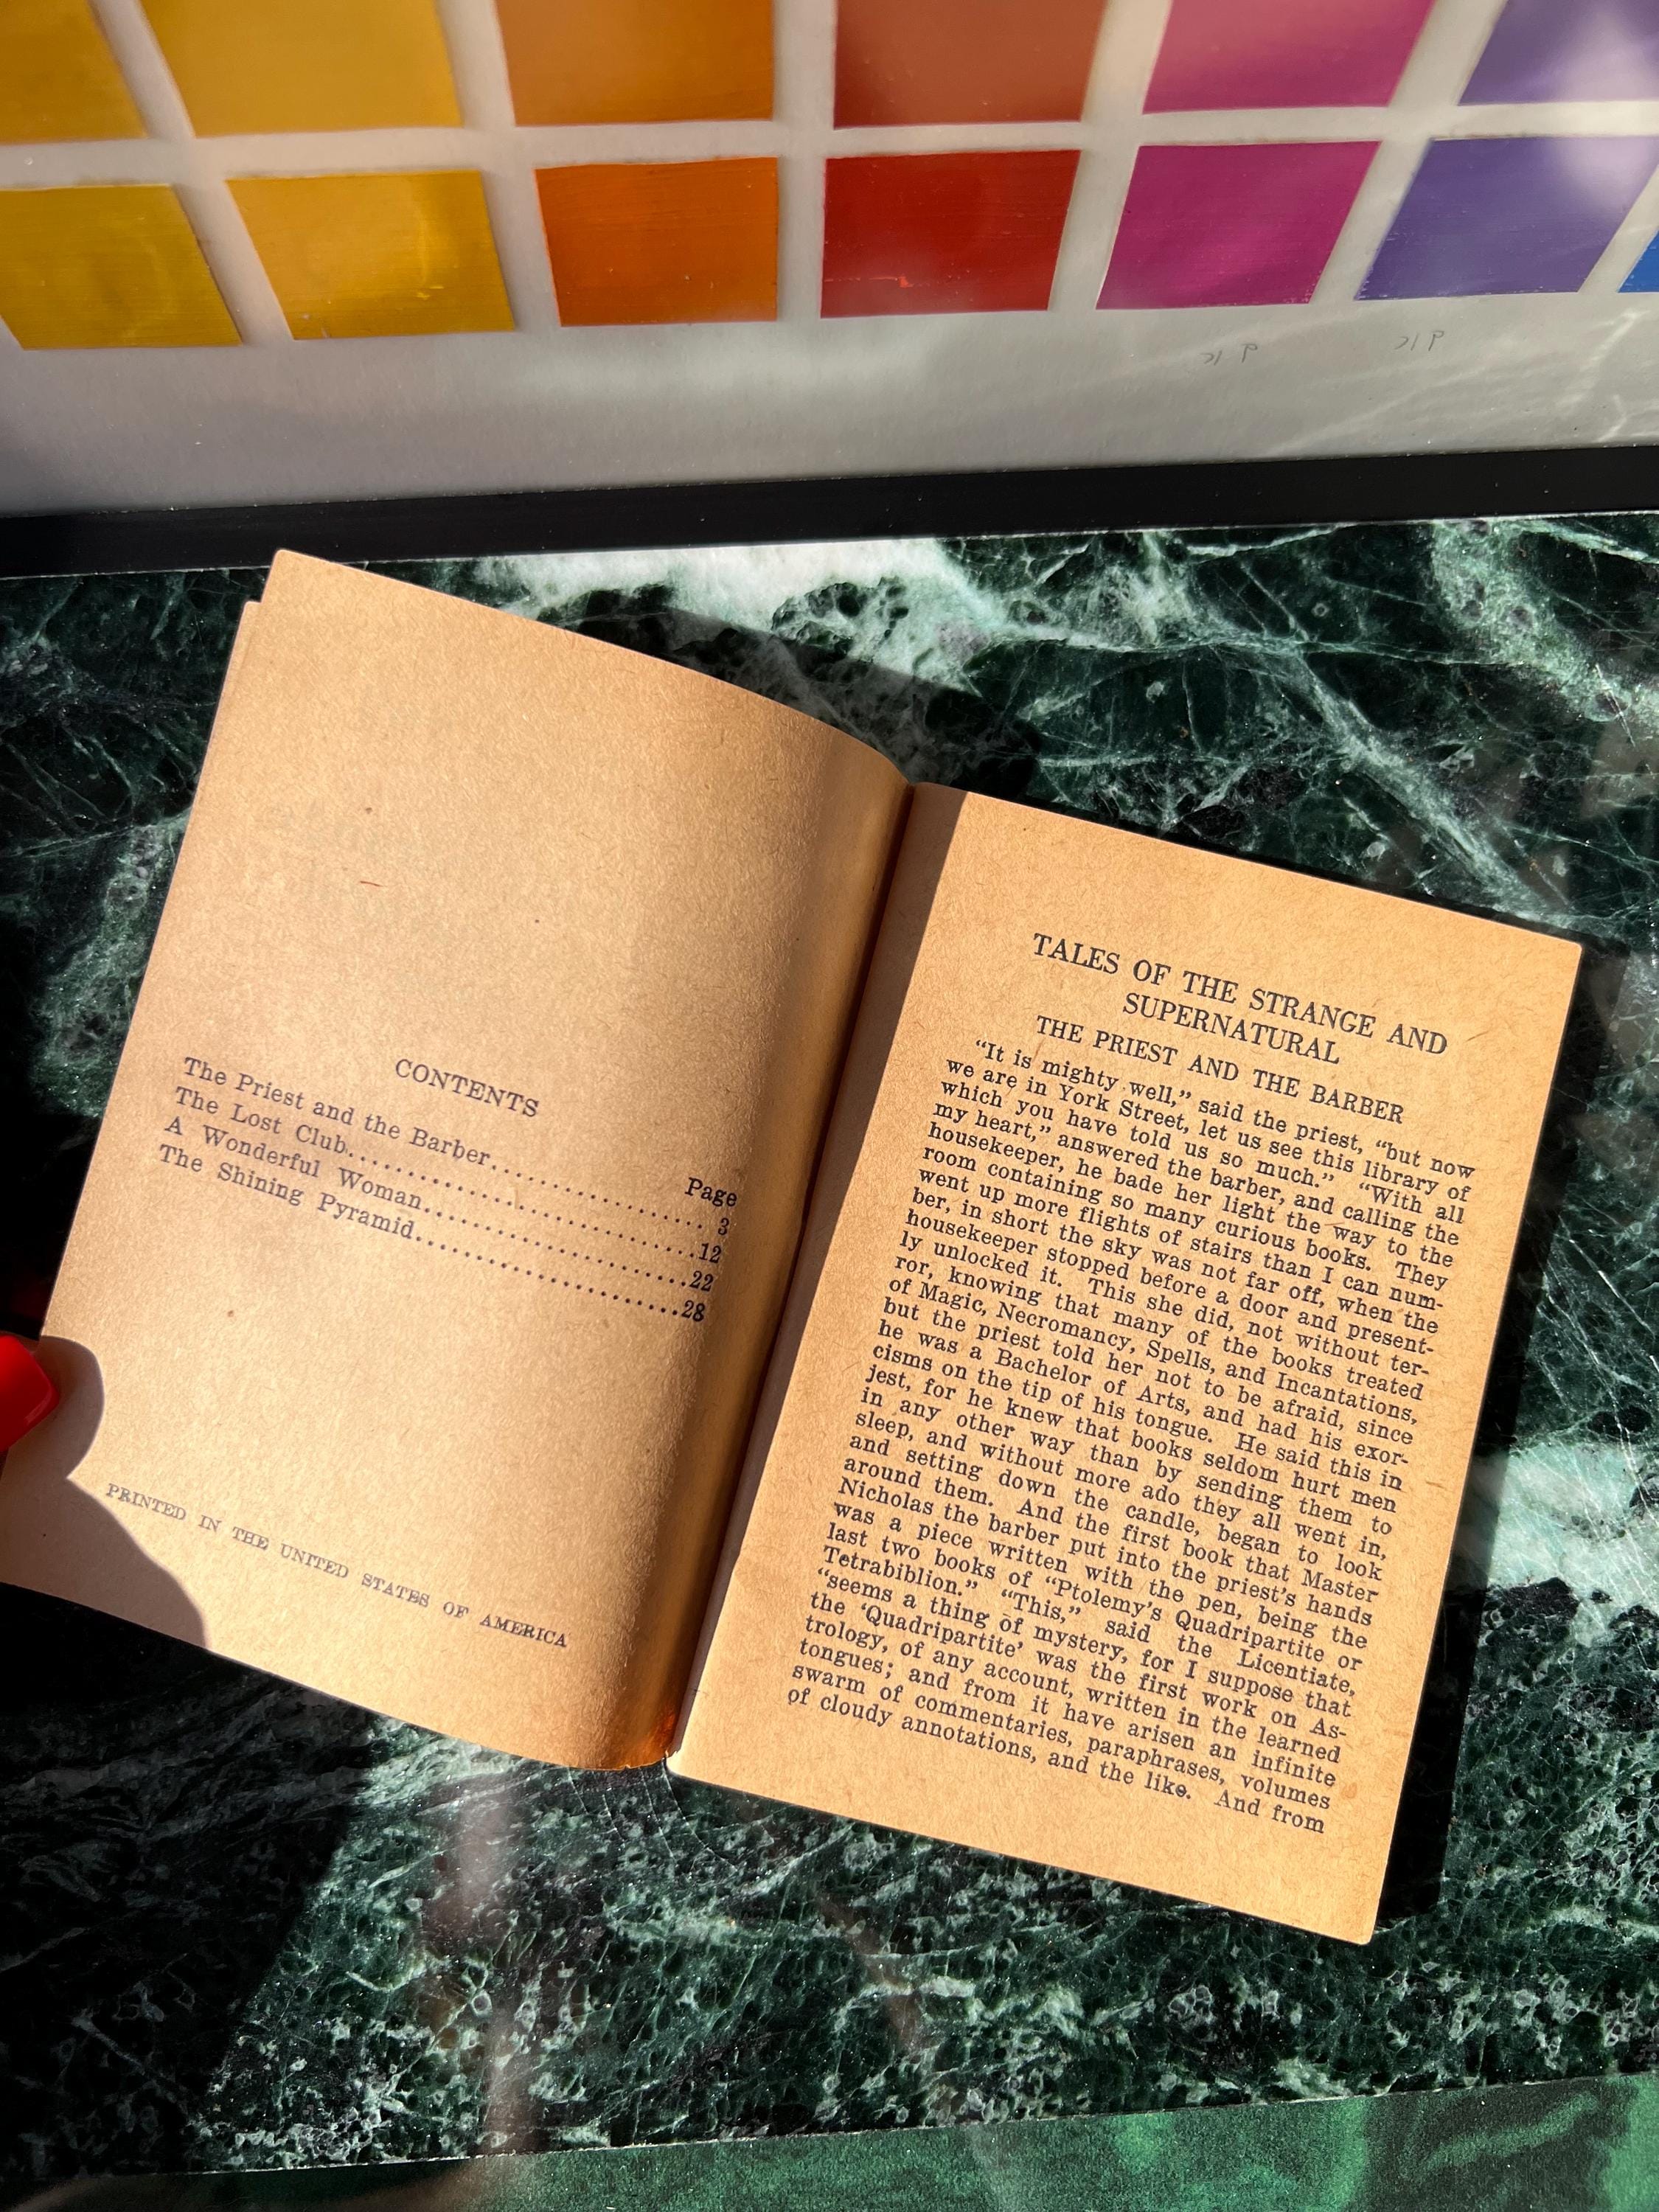 CONTENTS
Page
The Priest and the Barber.......................... 3
The Lost Club....................................12
A Wonderful Woman...........................22
The Shining Pyramid...........................28
PRINTED IN THE UNITED STATES OF AMERICA
TALES OF THE STRANGE AND
SUPERNATURAL
THE PRIEST AND THE BARBER
“It is mighty well,” said the priest, “but now
we are in York Street, let us see this library of
which you have told us so much.” “With all
my heart,” answered the barber, and calling the
housekeeper, he bade her light the way to the
room containing so many curious books. They
went up more flights of stairs than I can num-
ber, in short the sky was not far off, when the
housekeeper stopped before a door and present-
ly unlocked it. This she did, not without ter-
ror, knowing that many of the books treated
of Magic, Necromancy, Spells, and Incantations,
but the priest told her not to be afraid, since
he was a Bachelor of Arts, and had his exor-
cisms on the tip of his tongue. He said this in
jest, for he knew that books seldom hurt men
in any other way than by sending them to
sleep, and without more ado they all went in,
and setting down the candle, began to look
around them. And the first book that Master
Nicholas the barber put into the priest's hands
was a piece written with the pen, being the
last two books of “Ptolemy's Quadripartite or
Tetrabiblion.” “This,” said the Licentiate,
“seems a thing of mystery, for I suppose that
the ‘Quadripartite’ was the first work on As-
trology, of any account, written in the learned
tongues; and from it have arisen an infinite
swarm of commentaries, paraphrases, volumes
of cloudy annotations, and the like. And from